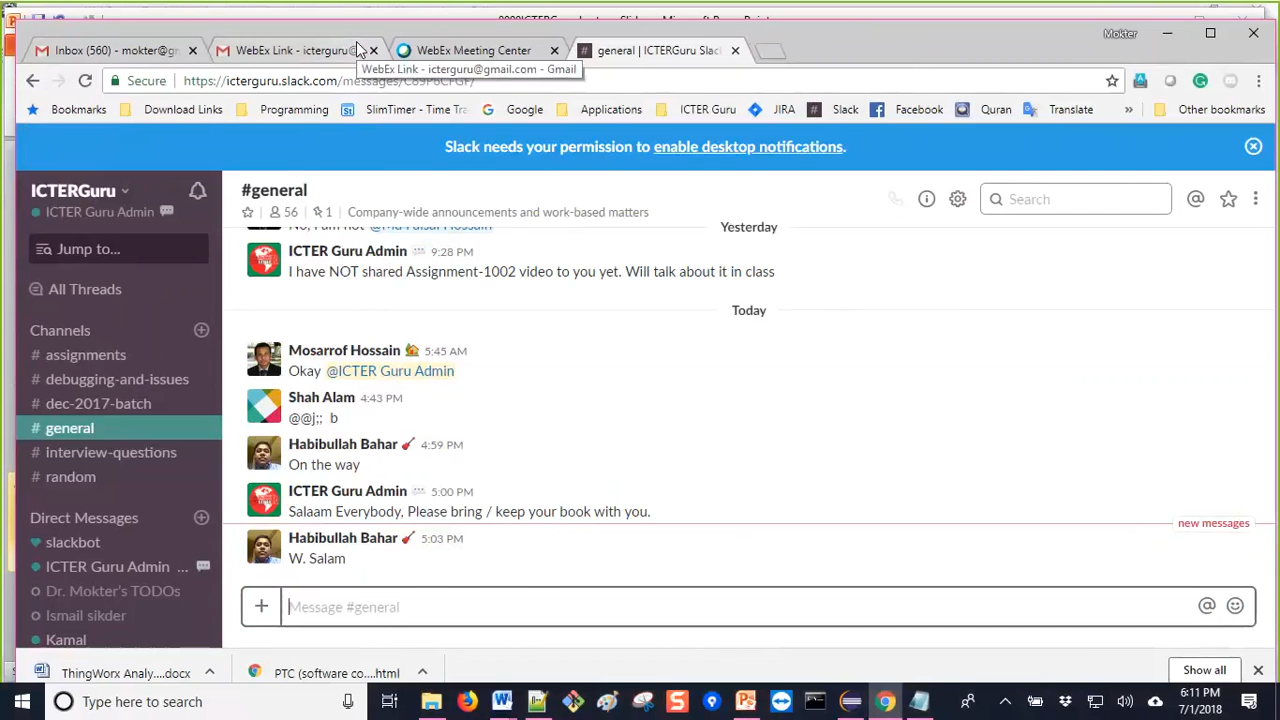 Mokter
Inbox (560) - mokter@gm
WebEx Link - icterguru@
WebEx Meeting Center
general | ICTERGuru Slac
WebEx Link - icterguru@gmail.com - Gmail
Secure
https://icterguru.slack.com/messages/C89P6CFGF/
Bookmarks
Download Links
Programming
SlimTimer - Time Tra
Google
Applications
ICTER Guru
JIRA
Slack
Facebook
Quran
Translate
»
Other bookmarks
Slack needs your permission to enable desktop notifications.
ICTERGuru
ICTER Guru Admin
Jump to...
All Threads
Channels
# assignments
# debugging-and-issues
# dec-2017-batch
# general
# interview-questions
# random
Direct Messages
slackbot
ICTER Guru Admin ...
Dr. Mokter's TODOs
Ismail sikder
Kamal
#general
56
1
Company-wide announcements and work-based matters
Search
No, I am not @Md Faisal Hossain
Yesterday
ICTER Guru Admin 9:28 PM
I have NOT shared Assignment-1002 video to you yet. Will talk about it in class
Today
Mosarrof Hossain 5:45 AM
Okay @ICTER Guru Admin
Shah Alam 4:43 PM
@@j;; b
Habibullah Bahar 4:59 PM
On the way
ICTER Guru Admin 5:00 PM
Salaam Everybody, Please bring / keep your book with you.
new messages
Habibullah Bahar 5:03 PM
W. Salam
Message #general
ThingWorx Analy....docx
PTC (software co....html
Show all
Type here to search
6:11 PM
7/1/2018